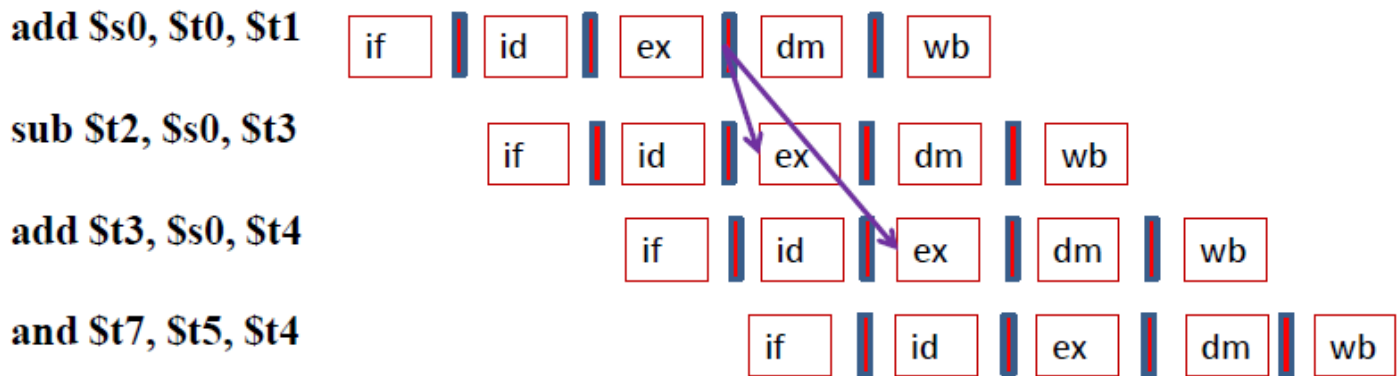 add $s0, $t0, $t1 if id ex dm wb
sub $t2, $s0, $t3 if id ex dm wb
add $t3, $s0, $t4 if id ex dm wb
and $t7, $t5, $t4 if id ex dm wb